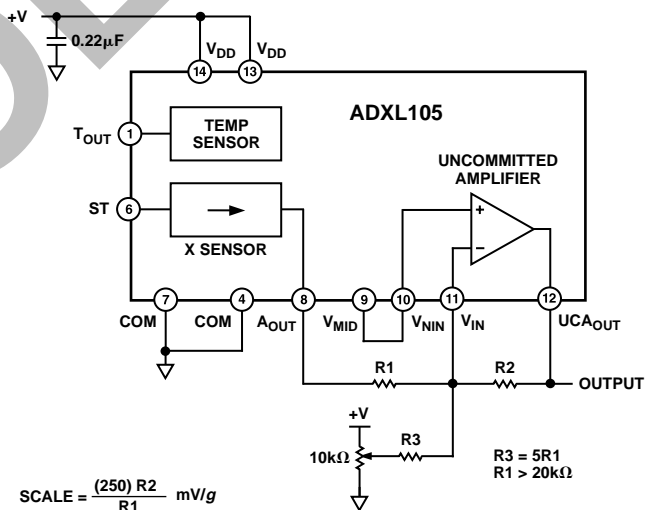 +V
0.22µF
VDD
VDD
14
13
ADXL105
TOUT
1
TEMP
SENSOR
UNCOMMITTED
AMPLIFIER
ST
6
X SENSOR
+
–
7
4
8
9
10
11
12
COM
COM
AOUT
VMID
VNIN
VIN
UCAOUT
R1
R2
OUTPUT
+V
10kΩ
R3
R3 = 5R1
R1 > 20kΩ
SCALE = (250) R2 / R1 mV/g